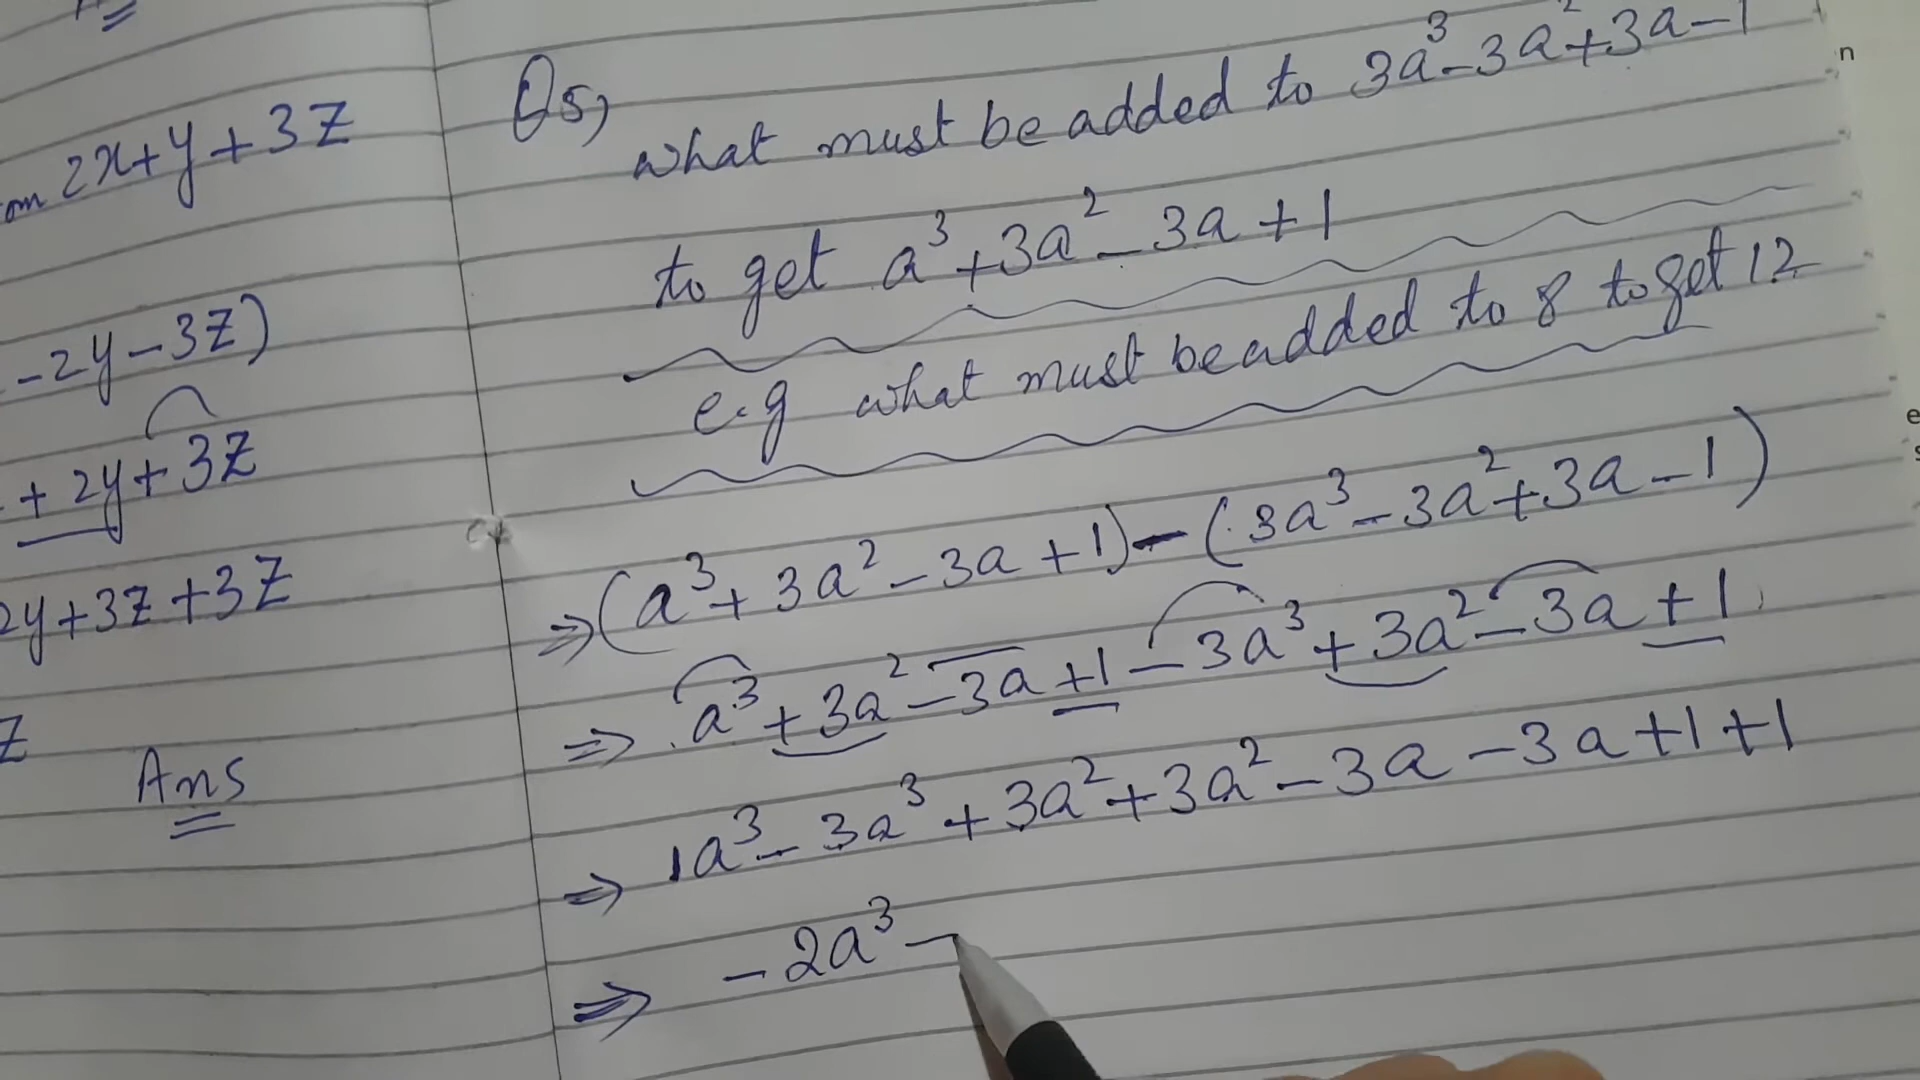 om 2x+y+3Z
-2y-3Z)
+2y+3Z
2y+3Z+3Z
Z
Ans
Q5)
what must be added to 3a³-3a²+3a-1
to get a³+3a²-3a+1
e.g what must be added to 8 to get 12
⇒ (a³+3a²-3a+1)-(3a³-3a²+3a-1)
⇒ a³+3a²-3a+1-3a³+3a²-3a+1
⇒ 1a³-3a³+3a²+3a²-3a-3a+1+1
⇒ -2a³-
n
e